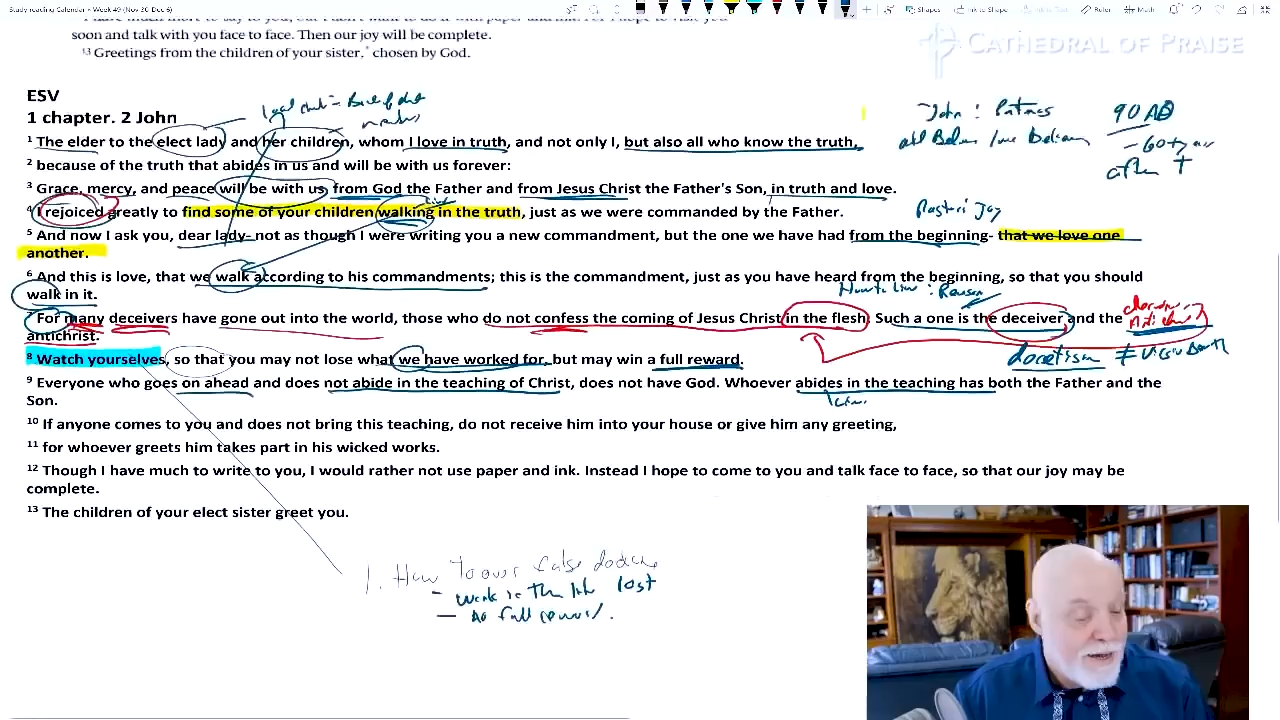 Study reading Calendar - Week 49 (Nov 30-Dec 6)
Shapes
Ink to Shape
Ruler
Math
soon and talk with you face to face. Then our joy will be complete.
13 Greetings from the children of your sister,* chosen by God.
CATHEDRAL OF PRAISE
ESV
1 chapter. 2 John
John : Patmos 90 AD
1 The elder to the elect lady and her children, whom I love in truth, and not only I, but also all who know the truth,
2 because of the truth that abides in us and will be with us forever:
after †
3 Grace, mercy, and peace will be with us, from God the Father and from Jesus Christ the Father's Son, in truth and love.
4 I rejoiced greatly to find some of your children walking in the truth, just as we were commanded by the Father.
Joy
5 And now I ask you, dear lady- not as though I were writing you a new commandment, but the one we have had from the beginning- that we love one
another.
6 And this is love, that we walk according to his commandments; this is the commandment, just as you have heard from the beginning, so that you should
walk in it.
For many deceivers have gone out into the world, those who do not confess the coming of Jesus Christ in the flesh. Such a one is the deceiver and the
antichrist.
docetism ≠
8 Watch yourselves, so that you may not lose what we have worked for, but may win a full reward.
9 Everyone who goes on ahead and does not abide in the teaching of Christ, does not have God. Whoever abides in the teaching has both the Father and the
Son.
10 If anyone comes to you and does not bring this teaching, do not receive him into your house or give him any greeting,
11 for whoever greets him takes part in his wicked works.
12 Though I have much to write to you, I would rather not use paper and ink. Instead I hope to come to you and talk face to face, so that our joy may be
complete.
13 The children of your elect sister greet you.
1. How To over false
lost
full